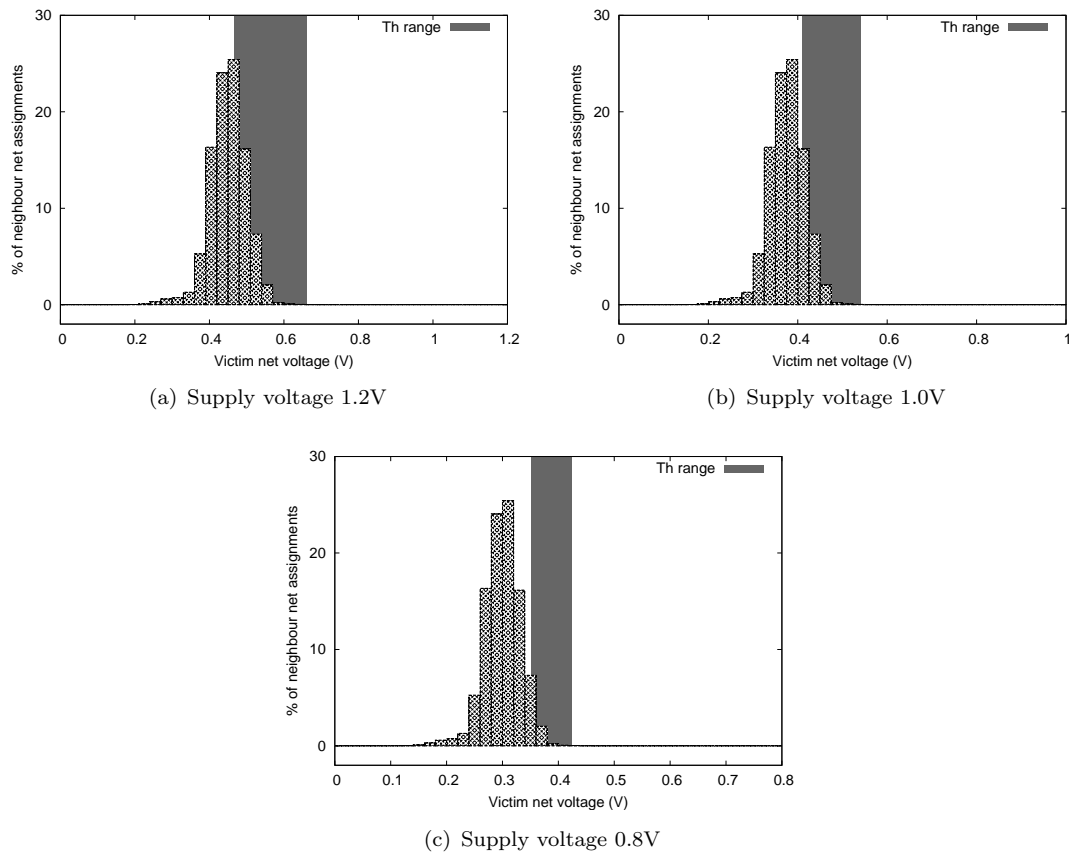 30
Th range
20
10
0
% of neighbour net assignments
0 0.2 0.4 0.6 0.8 1 1.2
Victim net voltage (V)
(a) Supply voltage 1.2V
30
Th range
20
10
0
% of neighbour net assignments
0 0.2 0.4 0.6 0.8 1
Victim net voltage (V)
(b) Supply voltage 1.0V
30
Th range
20
10
0
% of neighbour net assignments
0 0.1 0.2 0.3 0.4 0.5 0.6 0.7 0.8
Victim net voltage (V)
(c) Supply voltage 0.8V